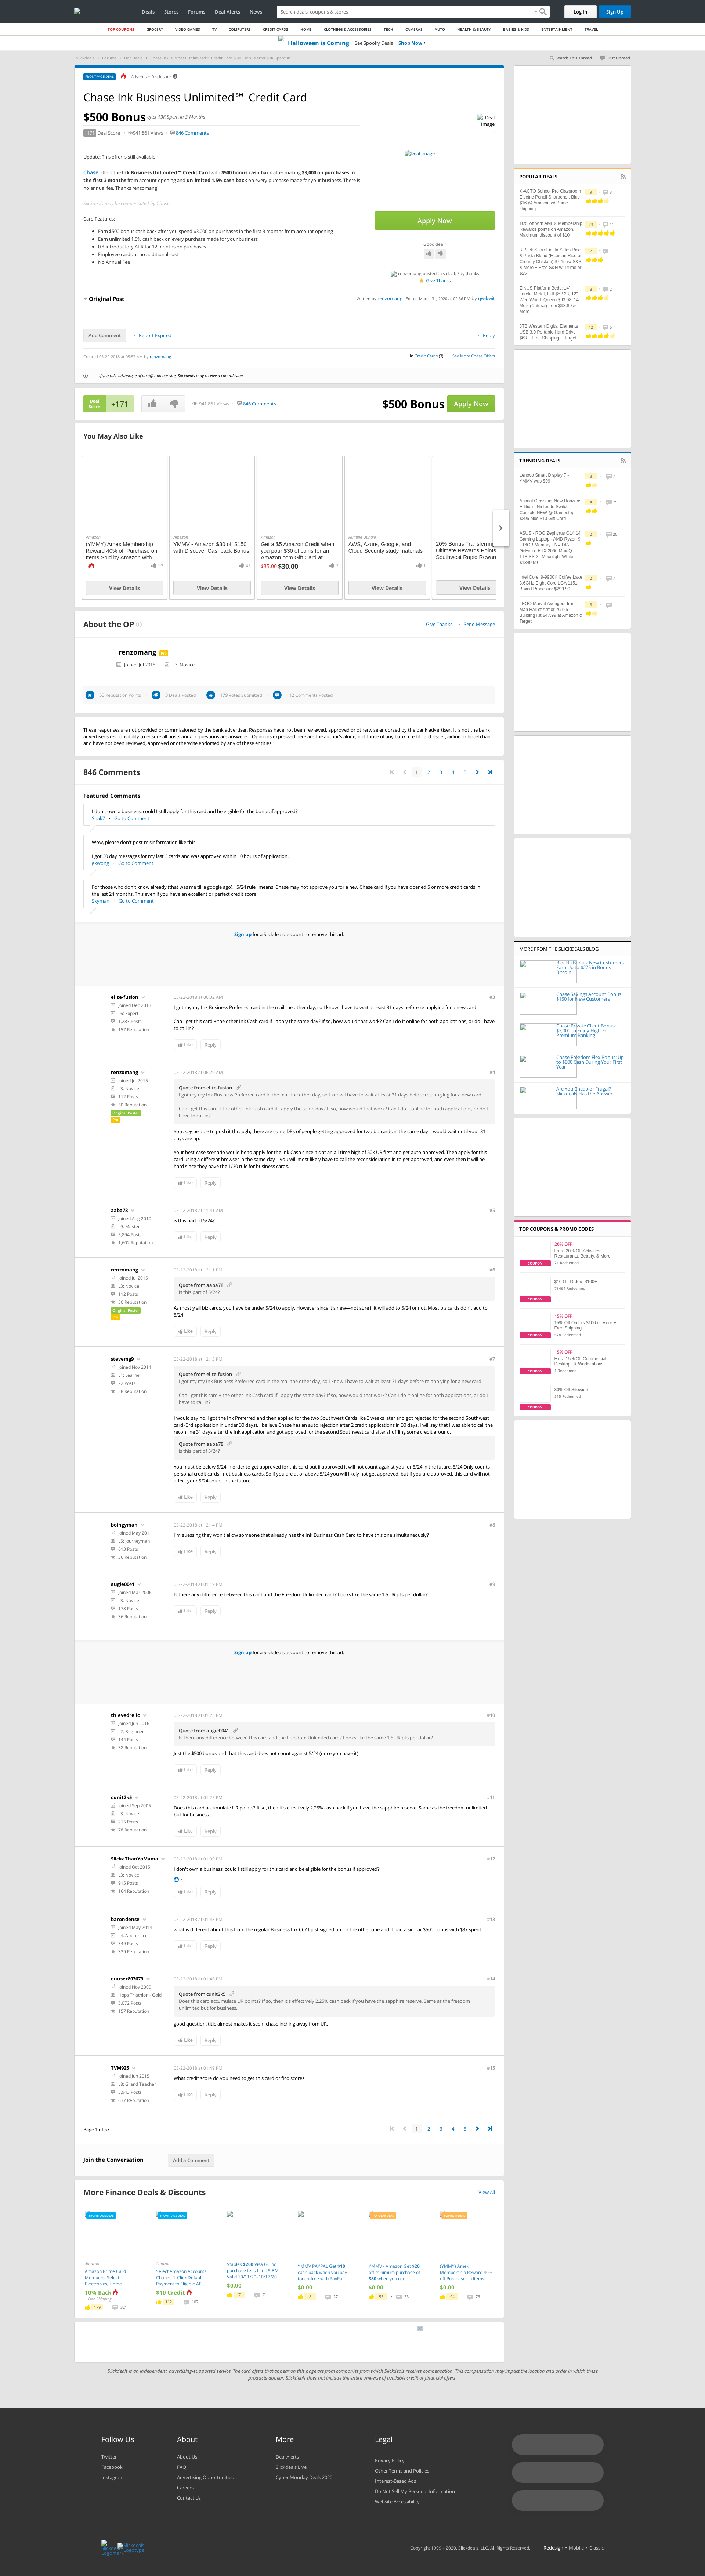 Deals Stores Forums Deal Alerts News
Search deals, coupons & stores
Log In Sign Up
TOP COUPONS GROCERY VIDEO GAMES TV COMPUTERS CREDIT CARDS HOME CLOTHING & ACCESSORIES TECH CAMERAS AUTO HEALTH & BEAUTY BABIES & KIDS ENTERTAINMENT TRAVEL
Halloween is Coming See Spooky Deals Shop Now ›
Search This Thread First Unread
FRONTPAGE DEAL Advertiser Disclosure
Chase Ink Business Unlimited℠ Credit Card
$500 Bonus after $3K Spent in 3-Months
+171 Deal Score 941,861 Views 846 Comments
Deal Image
Deal Image
Update: This offer is still available.
Chase offers the Ink Business Unlimited℠ Credit Card with $500 bonus cash back after making $3,000 on purchases in the first 3 months from account opening and unlimited 1.5% cash back on every purchase made for your business. There is no annual fee. Thanks renzomang
Slickdeals may be compensated by Chase.
Card Features:
Earn $500 bonus cash back after you spend $3,000 on purchases in the first 3 months from account opening
Earn unlimited 1.5% cash back on every purchase made for your business
0% introductory APR for 12 months on purchases
Employee cards at no additional cost
No Annual Fee
Apply Now
Good deal?
renzomang posted this deal. Say thanks!
Give Thanks
Original Post
Written by renzomang Edited March 31, 2020 at 02:36 PM by qwikwit
Add Comment Report Expired Reply
Created 05-22-2018 at 05:57 AM by renzomang
Credit Cards (3) See More Chase Offers
If you take advantage of an offer on our site, Slickdeals may receive a commission.
Deal Score +171 941,861 Views 846 Comments $500 Bonus Apply Now
You May Also Like
Amazon
(YMMV) Amex Membership Reward 40% off Purchase on Items Sold by Amazon with...
View Details
Amazon
YMMV - Amazon $30 off $150 with Discover Cashback Bonus
View Details
Amazon
Get a $5 Amazon Credit when you pour $30 of coins for an Amazon.com Gift Card at...
$35.00 $30.00
View Details
Humble Bundle
AWS, Azure, Google, and Cloud Security study materials
View Details
20% Bonus Transferring Ultimate Rewards Points Southwest Rapid Rewar
View Details
About the OP
Give Thanks Send Message
renzomang Pro
Joined Jul 2015 L3: Novice
50 Reputation Points 3 Deals Posted 179 Votes Submitted 112 Comments Posted
These responses are not provided or commissioned by the bank advertiser. Responses have not been reviewed, approved or otherwise endorsed by the bank advertiser. It is not the bank advertiser's responsibility to ensure all posts and/or questions are answered. Opinions expressed here are the author's alone, not those of any bank, credit card issuer, airline or hotel chain, and have not been reviewed, approved or otherwise endorsed by any of these entities.
846 Comments
1 2 3 4 5
Featured Comments
I don't own a business, could I still apply for this card and be eligible for the bonus if approved?
Shak7 Go to Comment
Wow, please don't post misinformation like this.
I got 30 day messages for my last 3 cards and was approved within 10 hours of application.
gkwong Go to Comment
For those who don't know already (that was me till a google ago), "5/24 rule" means: Chase may not approve you for a new Chase card if you have opened 5 or more credit cards in the last 24 months. This even if you have an excellent or perfect credit score.
Skyman Go to Comment
Sign up for a Slickdeals account to remove this ad.
elite-fusion
Joined Dec 2013
L6: Expert
1,283 Posts
157 Reputation
05-22-2018 at 06:02 AM #3
I got my my Ink Business Preferred card in the mail the other day, so I know I have to wait at least 31 days before re-applying for a new card.
Can I get this card + the other Ink Cash card if I apply the same day? If so, how would that work? Can I do it online for both applications, or do I have to call in?
Like Reply
renzomang
Joined Jul 2015
L3: Novice
112 Posts
50 Reputation
Original Poster
Pro
05-22-2018 at 08:29 AM #4
Quote from elite-fusion
I got my my Ink Business Preferred card in the mail the other day, so I know I have to wait at least 31 days before re-applying for a new card.
Can I get this card + the other Ink Cash card if I apply the same day? If so, how would that work? Can I do it online for both applications, or do I have to call in?
You may be able to push it through, there are some DPs of people getting approved for two biz cards in the same day. I would wait until your 31 days are up.
Your best-case scenario would be to apply for the Ink Cash since it's at an all-time high of 50k UR first and get auto-approved. Then apply to this card on the same day using a different browser in the same day—you will most likely have to call in to the reconsideration to get approved, and even then it will be clear they have the 1/30 rule for business cards.
Like Reply
aaba78
Joined Aug 2010
L9: Master
5,894 Posts
1,602 Reputation
05-22-2018 at 11:41 AM #5
is this part of 5/24?
Like Reply
renzomang
Joined Jul 2015
L3: Novice
112 Posts
50 Reputation
Original Poster
Pro
05-22-2018 at 12:11 PM #6
Quote from aaba78
is this part of 5/24?
As mostly all biz cards, you have be under 5/24 to apply. However since it's new—not sure if it will add to 5/24 or not. Most biz cards don't add to 5/24.
Like Reply
stevemg9
Joined Nov 2014
L1: Learner
22 Posts
38 Reputation
05-22-2018 at 12:13 PM #7
Quote from elite-fusion
I got my my Ink Business Preferred card in the mail the other day, so I know I have to wait at least 31 days before re-applying for a new card.
Can I get this card + the other Ink Cash card if I apply the same day? If so, how would that work? Can I do it online for both applications, or do I have to call in?
I would say no, I got the Ink Preferred and then applied for the two Southwest Cards like 3 weeks later and got rejected for the second Southwest (3rd application in under 30 days). I believe Chase has an auto rejection after 2 card applications in 30 days rule. That said, I called their credit app recon line 31 days after the Ink application and got approved for the second Southwest card after shuffling some credit around.
Quote from aaba78
is this part of 5/24?
You must be below 5/24 in order to get approved for this card but if approved it will not count against you for 5/24 in the future. 5/24 Only counts personal credit cards - not business cards. So if you are at or above 5/24 you will likely not get approved, but if you are approved, this card will not affect your 5/24 count in the future.
Like Reply
boingyman
Joined May 2011
L5: Journeyman
613 Posts
36 Reputation
05-22-2018 at 12:14 PM #8
I'm guessing they won't allow someone that already has the Ink Business Cash Card to have this one simultaneously?
Like Reply
augie0041
Joined Mar 2006
L3: Novice
178 Posts
36 Reputation
05-22-2018 at 01:19 PM #9
Is there any difference between this card and the Freedom Unlimited card? Looks like the same 1.5 UR pts per dollar?
Like Reply
Sign up for a Slickdeals account to remove this ad.
thievedrelic
Joined Jun 2016
L2: Beginner
144 Posts
38 Reputation
05-22-2018 at 01:23 PM #10
Quote from augie0041
Is there any difference between this card and the Freedom Unlimited card? Looks like the same 1.5 UR pts per dollar?
Just the $500 bonus and that this card does not count against 5/24 (once you have it).
Like Reply
cunit2k5
Joined Sep 2005
L3: Novice
215 Posts
78 Reputation
05-22-2018 at 01:25 PM #11
Does this card accumulate UR points? If so, then it's effectively 2.25% cash back if you have the sapphire reserve. Same as the freedom unlimited but for business.
Like Reply
SlickaThanYoMama
Joined Oct 2015
L3: Novice
915 Posts
164 Reputation
05-22-2018 at 01:35 PM #12
I don't own a business, could I still apply for this card and be eligible for the bonus if approved?
Like Reply
barondense
Joined May 2014
L4: Apprentice
349 Posts
339 Reputation
05-22-2018 at 01:43 PM #13
what is different about this from the regular Business Ink CC? I just signed up for the other one and it had a similar $500 bonus with $3k spent
Like Reply
euuser803679
Joined Nov 2009
Hops Triathlon - Gold
5,072 Posts
157 Reputation
05-22-2018 at 01:46 PM #14
Quote from cunit2k5
Does this card accumulate UR points? If so, then it's effectively 2.25% cash back if you have the sapphire reserve. Same as the freedom unlimited but for business.
good question. title almost makes it seem chase inching away from UR.
Like Reply
TVM925
Joined Jun 2015
L8: Grand Teacher
5,943 Posts
637 Reputation
05-22-2018 at 01:49 PM #15
What credit score do you need to get this card or fico scores
Like Reply
Page 1 of 57
1 2 3 4 5
Join the Conversation Add a Comment
More Finance Deals & Discounts View All
Amazon
Amazon Prime Card Members: Select Electronics, Home +...
10% Back
+ Free Shipping
Amazon
Select Amazon Accounts: Change 1-Click Default Payment to Eligible AE...
$10 Credit
Staples $200 Visa GC no purchase fees Limit 5 BM Valid 10/11/20-10/17/20
$0.00
YMMV PAYPAL Get $10 cash back when you pay touch-free with PayPal...
$0.00
YMMV - Amazon Get $20 off minimum purchase of $80 when you use...
$0.00
(YMMV) Amex Membership Reward 40% off Purchase on Items...
$0.00
Slickdeals is an independent, advertising-supported service. The card offers that appear on this page are from companies from which Slickdeals receives compensation. This compensation may impact the location and order in which these products appear. Slickdeals does not include the entire universe of available credit or financial offers.
POPULAR DEALS
X-ACTO School Pro Classroom Electric Pencil Sharpener, Blue $16 @ Amazon w/ Prime shipping
10% off with AMEX Membership Rewards points on Amazon. Maximum discount of $10
8-Pack Knorr Fiesta Sides Rice & Pasta Blend (Mexican Rice or Creamy Chicken) $7.15 w/ S&S & More + Free S&H w/ Prime or $25+
ZINUS Platform Beds: 14" Lorelai Metal, Full $52.23, 12" Wen Wood, Queen $93.99, 14" Moiz (Natural) from $93.80 & More
3TB Western Digital Elements USB 3.0 Portable Hard Drive $63 + Free Shipping ~ Target
TRENDING DEALS
Lenovo Smart Display 7 - YMMV was $99
Animal Crossing: New Horizons Edition - Nintendo Switch Console NEW @ Gamestop - $295 plus $10 Gift Card
ASUS - ROG Zephyrus G14 14" Gaming Laptop - AMD Ryzen 9 - 16GB Memory - NVIDIA GeForce RTX 2060 Max-Q - 1TB SSD - Moonlight White $1349.99
Intel Core i9-9900K Coffee Lake 3.6GHz Eight-Core LGA 1151 Boxed Processor $299.99
LEGO Marvel Avengers Iron Man Hall of Armor 76125 Building Kit $47.99 at Amazon & Target
MORE FROM THE SLICKDEALS BLOG
BlockFi Bonus: New Customers Earn Up to $275 in Bonus Bitcoin
Chase Savings Account Bonus: $150 for New Customers
Chase Private Client Bonus: $2,000 to Enjoy High-End, Premium Banking
Chase Freedom Flex Bonus: Up to $800 Cash During Your First Year
Are You Cheap or Frugal? Slickdeals Has the Answer
TOP COUPONS & PROMO CODES
20% OFF
Extra 20% Off Activities, Restaurants, Beauty, & More
71 Redeemed
COUPON
$10 Off Orders $100+
COUPON
15% OFF
15% Off Orders $100 or More + Free Shipping
COUPON
15% OFF
Extra 15% Off Commercial Desktops & Workstations
1 Redeemed
COUPON
30% Off Sitewide
COUPON
Follow Us
Twitter
Facebook
Instagram
About
About Us
FAQ
Advertising Opportunities
Careers
Contact Us
More
Deal Alerts
Slickdeals Live
Cyber Monday Deals 2020
Legal
Privacy Policy
Other Terms and Policies
Interest-Based Ads
Do Not Sell My Personal Information
Website Accessibility
Copyright 1999 - 2020. Slickdeals, LLC. All Rights Reserved. Redesign • Mobile • Classic